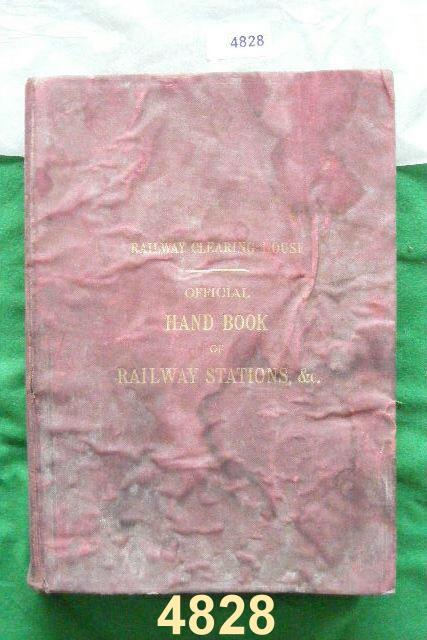 4828
RAILWAY CLEARING HOUSE
OFFICIAL
HAND BOOK
OF
RAILWAY STATIONS, &c.
4828